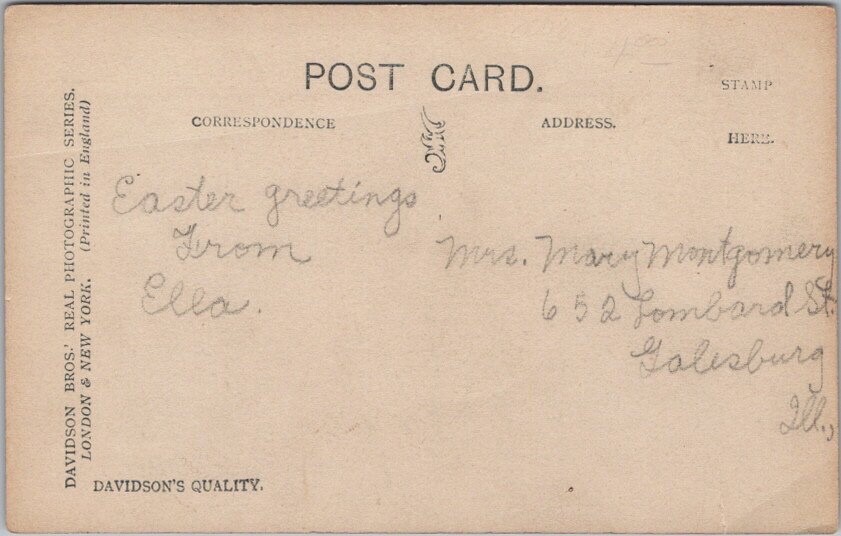 POST CARD.
STAMP
HERE.
CORRESPONDENCE
ADDRESS.
DAVIDSON BROS.' REAL PHOTOGRAPHIC SERIES.
LONDON & NEW YORK. (Printed in England)
Easter greetings
From
Ella.
Mrs. Mary Montgomery
652 Lombard St.
Galesburg
Ill.,
DAVIDSON'S QUALITY.